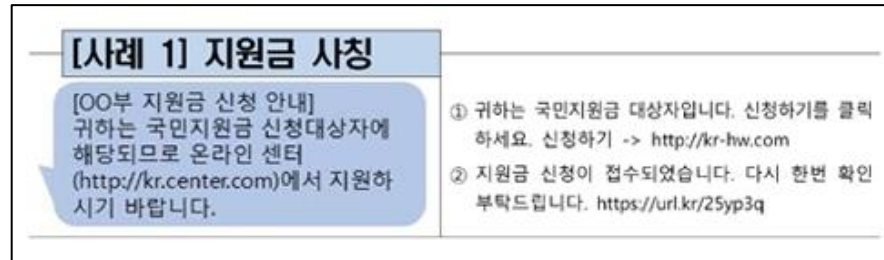 [사례 1] 지원금 사칭
[OO부 지원금 신청 안내]
귀하는 국민지원금 신청대상자에
해당되므로 온라인 센터
(http://kr.center.com)에서 지원하
시기 바랍니다.
① 귀하는 국민지원금 대상자입니다. 신청하기를 클릭
하세요. 신청하기 -> http://kr-hw.com
② 지원금 신청이 접수되었습니다. 다시 한번 확인
부탁드립니다. https://url.kr/25yp3q